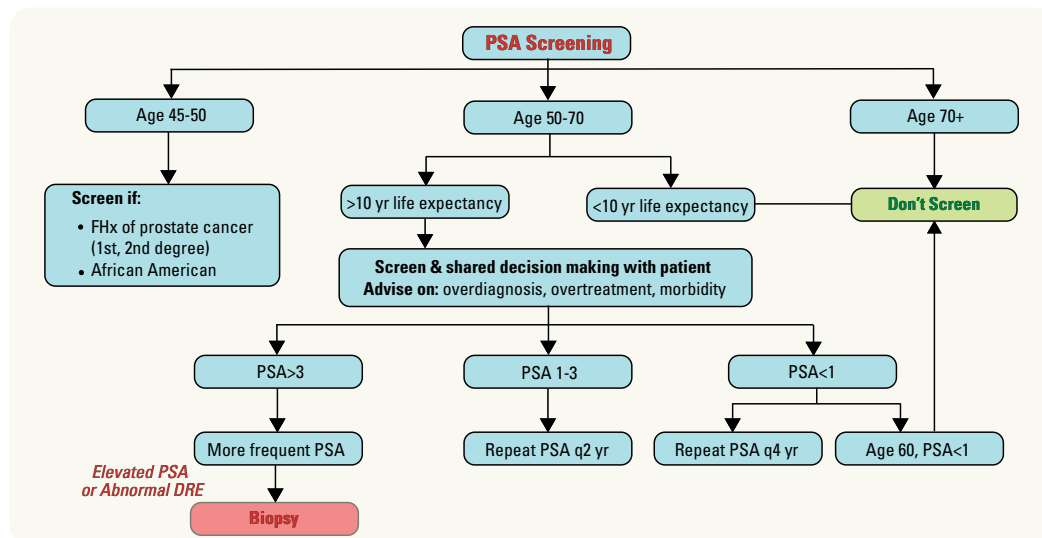 PSA Screening
Age 45-50
Age 50-70
Age 70+
Screen if:
• FHx of prostate cancer
(1st, 2nd degree)
• African American
>10 yr life expectancy
<10 yr life expectancy
Don't Screen
Screen & shared decision making with patient
Advise on: overdiagnosis, overtreatment, morbidity
PSA>3
PSA 1-3
PSA<1
More frequent PSA
Repeat PSA q2 yr
Repeat PSA q4 yr
Age 60, PSA<1
Elevated PSA
or Abnormal DRE
Biopsy